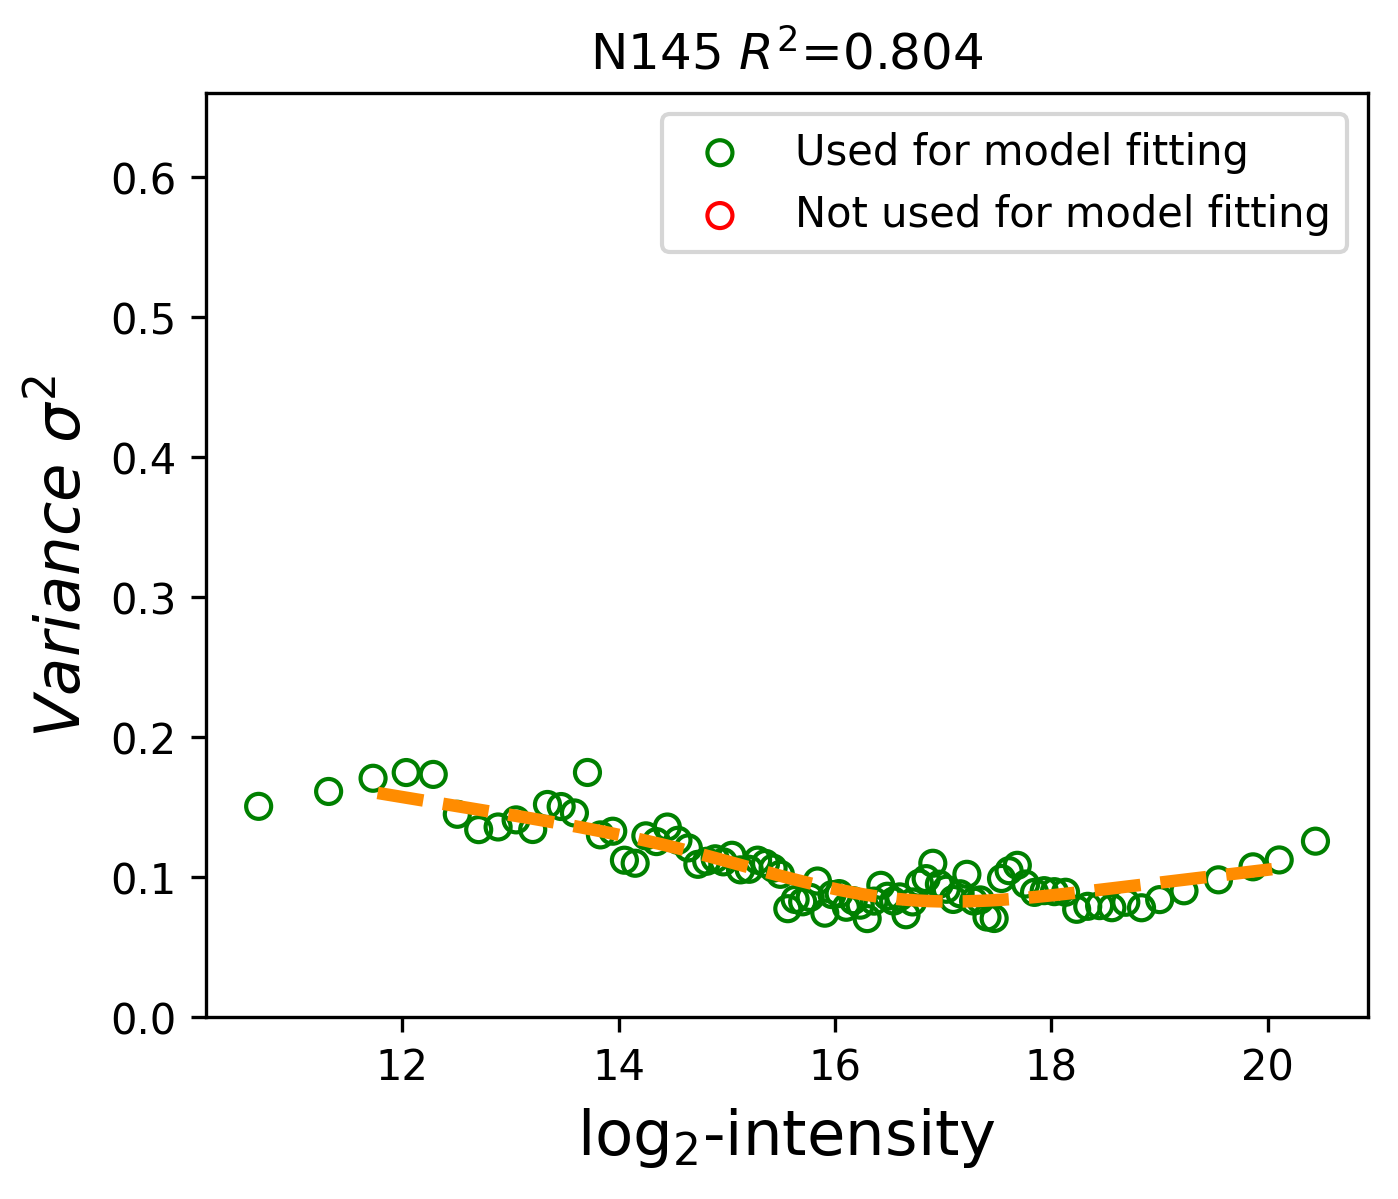 N145 R²=0.804
Used for model fitting
Not used for model fitting
0.6
0.5
0.4
0.3
0.2
0.1
0.0
Variance σ²
12 14 16 18 20
log₂-intensity